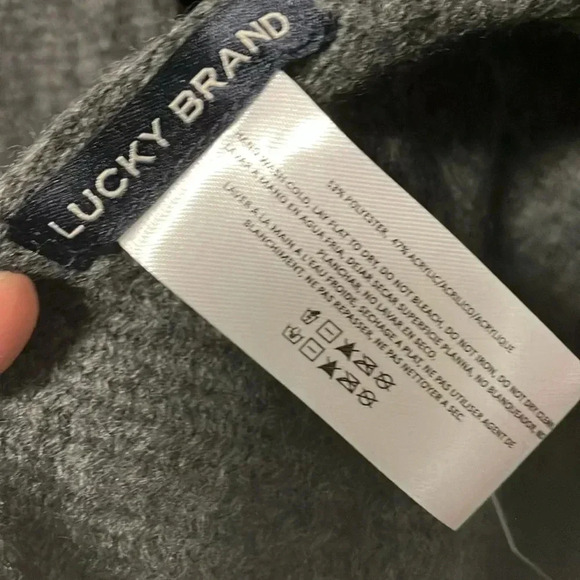 LUCKY BRAND
53% POLYESTER, 47% ACRYLIC/ACRILICO/ACRYLIQUE
HAND WASH COLD, LAY FLAT TO DRY, DO NOT BLEACH, DO NOT IRON, DO NOT DRY CLEAN
LAVAR A MANO EN AGUA FRIA, DEJAR SECAR SUPERFICIE PLANHA, NO BLANQUEADOR, NO
PLANCHAR, NO LAVAR EN SECO
LAVER A LA MAIN A L'EAU FROIDE, SECHAGE A PLAT, NE PAS UTILISER AGENT DE
BLANCHIMENT, NE PAS REPASSER, NE PAS NETTOYER A SEC.